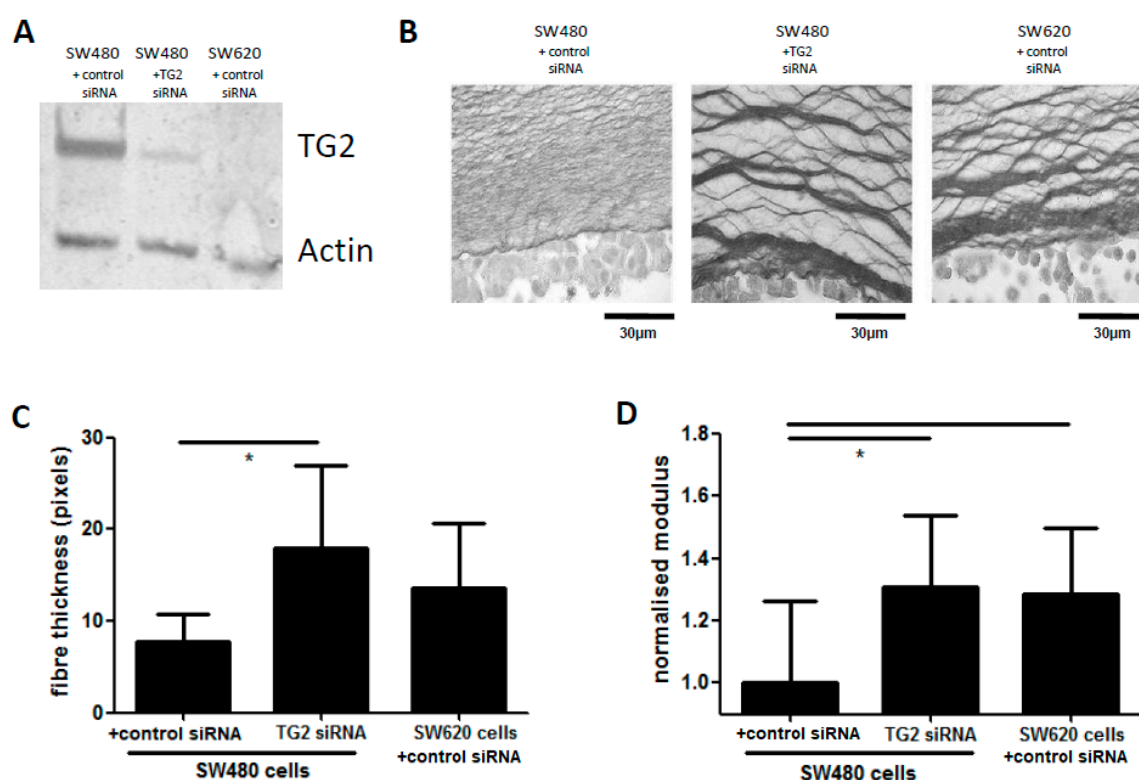 A
SW480
+ control
siRNA
SW480
+TG2
siRNA
SW620
+ control
siRNA
TG2
Actin
B
SW480
+ control
siRNA
SW480
+TG2
siRNA
SW620
+ control
siRNA
30µm
30µm
30µm
C
fibre thickness (pixels)
30
20
10
0
*
+control siRNA
TG2 siRNA
SW620 cells
+control siRNA
SW480 cells
D
normalised modulus
1.8
1.6
1.4
1.2
1.0
*
+control siRNA
TG2 siRNA
SW620 cells
+control siRNA
SW480 cells